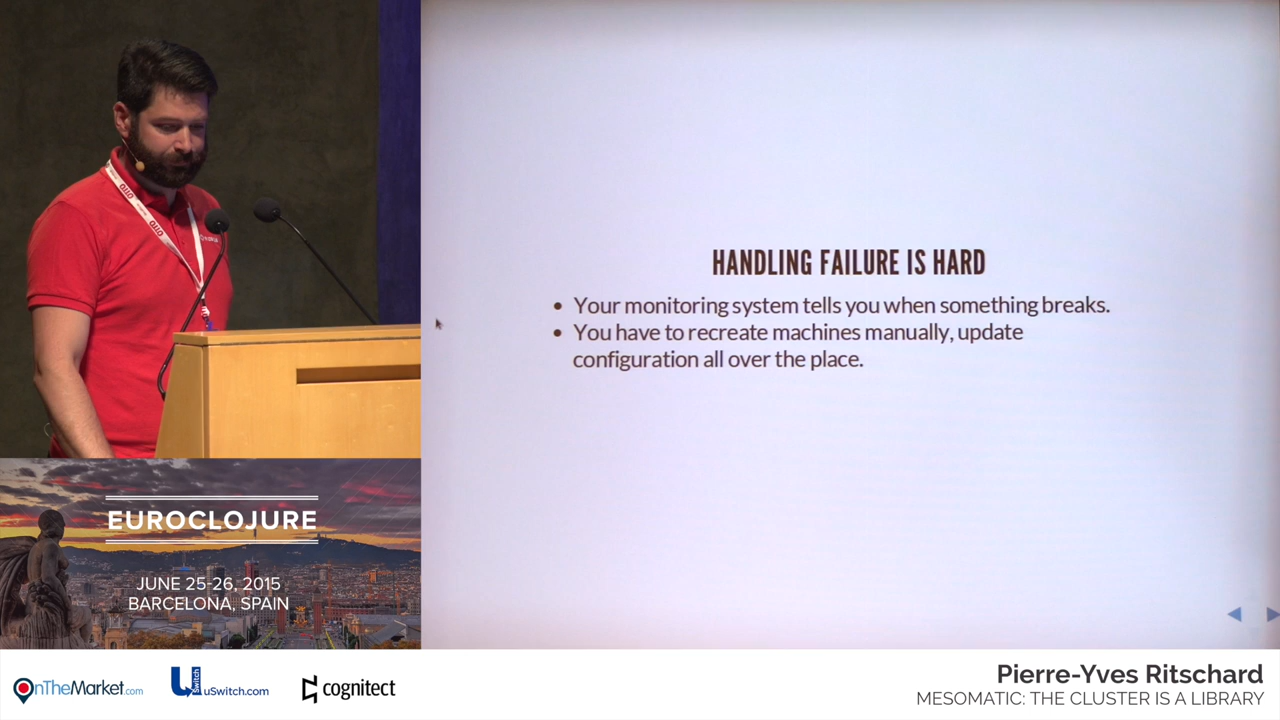 HANDLING FAILURE IS HARD
Your monitoring system tells you when something breaks.
You have to recreate machines manually, update
configuration all over the place.
EUROCLOJURE
JUNE 25-26, 2015
BARCELONA, SPAIN
OnTheMarket.com
uSwitch
uSwitch.com
cognitect
Pierre-Yves Ritschard
MESOMATIC: THE CLUSTER IS A LIBRARY